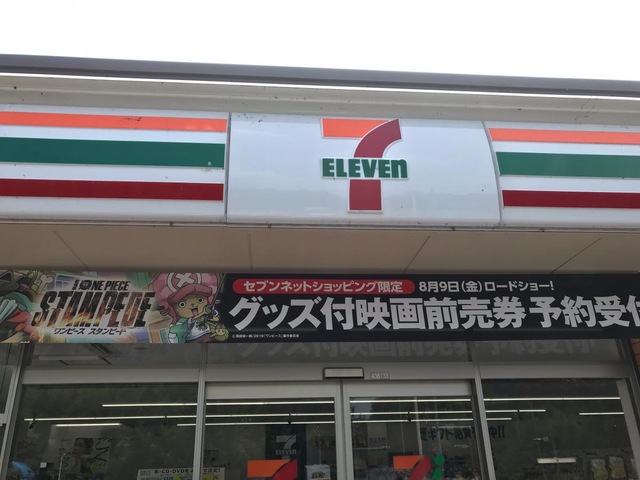 7
ELEVEn
ONE PIECE
STAMPEDE
ワンピース スタンピード
セブンネットショッピング限定
8月9日(金)ロードショー!
グッズ付映画前売券予約受付